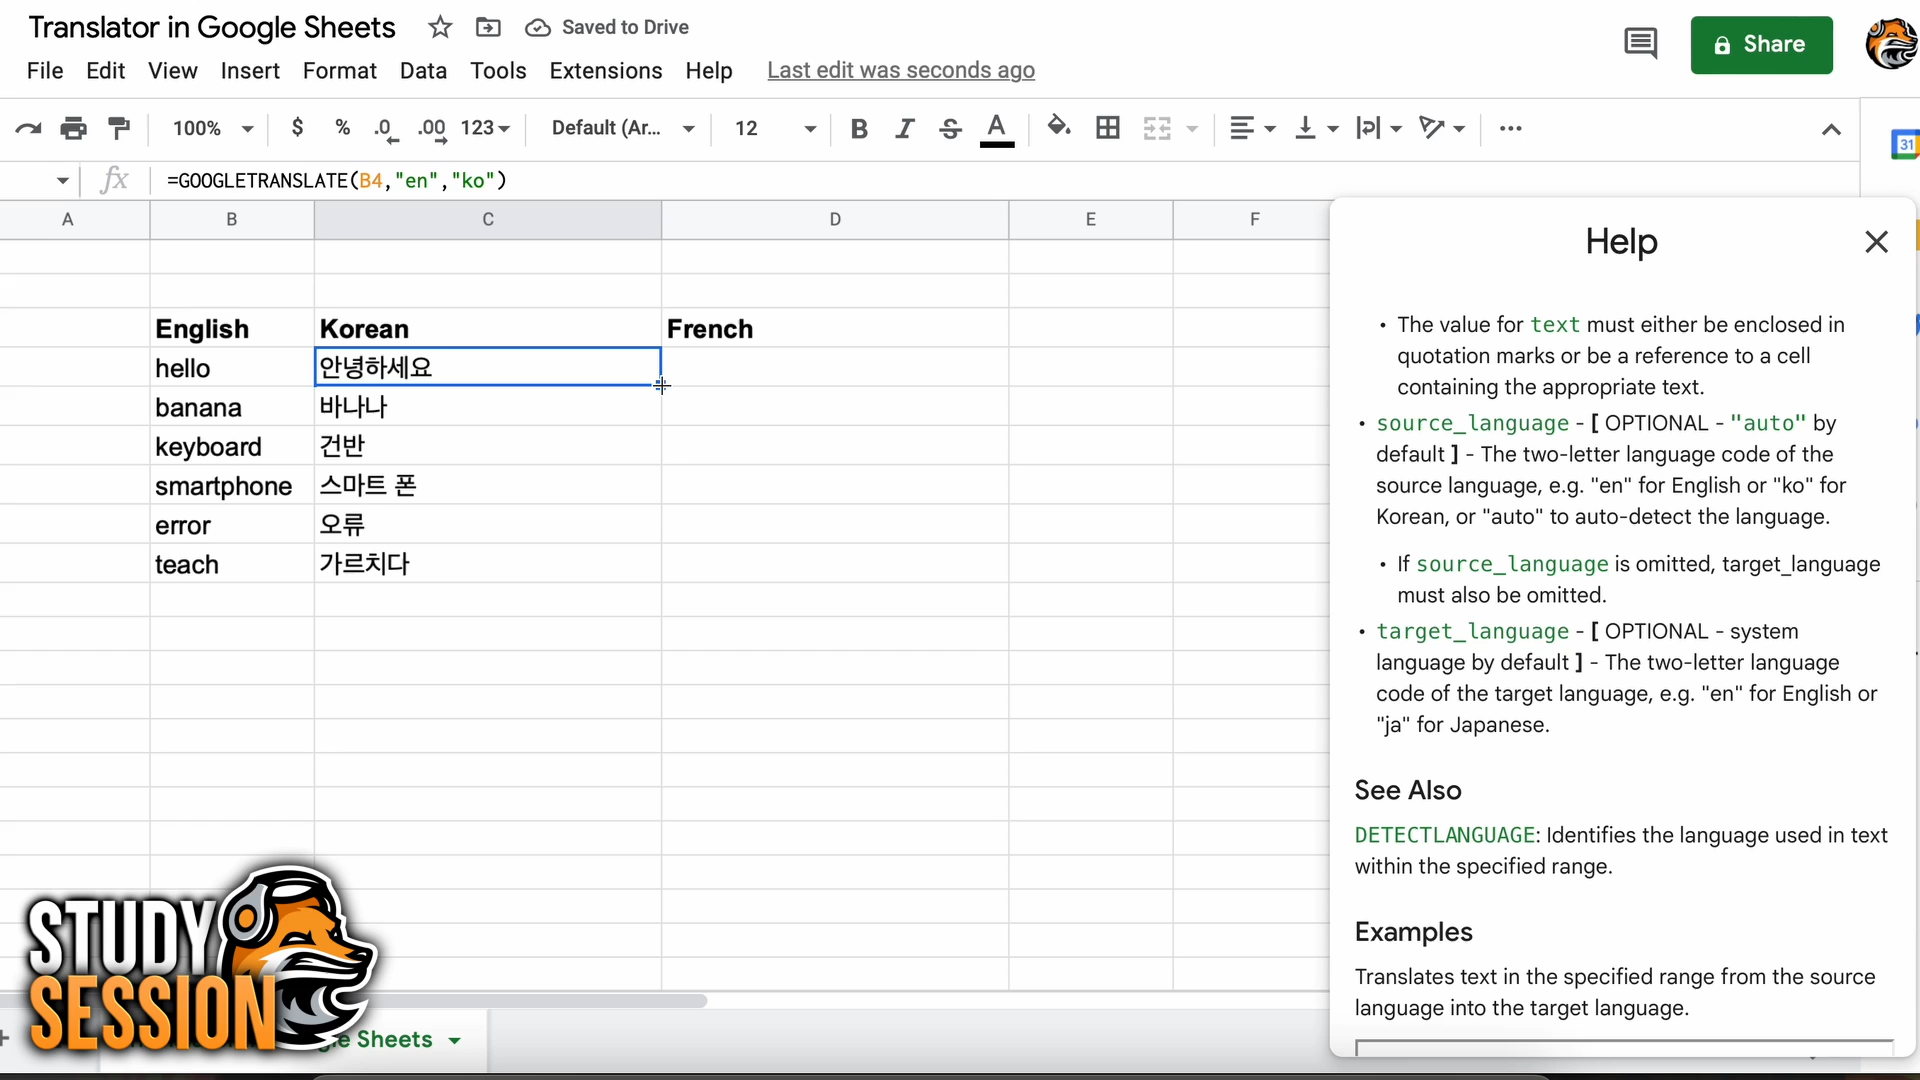 Translator in Google Sheets
Saved to Drive
Share
File Edit View Insert Format Data Tools Extensions Help Last edit was seconds ago
100% $ % .0 .00 123 Default (Ar... 12 B I S A
31
fx =GOOGLETRANSLATE(B4,"en","ko")
A B C D E F
English Korean French
hello 안녕하세요
banana 바나나
keyboard 건반
smartphone 스마트 폰
error 오류
teach 가르치다
Help
• The value for text must either be enclosed in
quotation marks or be a reference to a cell
containing the appropriate text.
• source_language - [ OPTIONAL - "auto" by
default ] - The two-letter language code of the
source language, e.g. "en" for English or "ko" for
Korean, or "auto" to auto-detect the language.
• If source_language is omitted, target_language
must also be omitted.
• target_language - [ OPTIONAL - system
language by default ] - The two-letter language
code of the target language, e.g. "en" for English or
"ja" for Japanese.
See Also
DETECTLANGUAGE: Identifies the language used in text
within the specified range.
Examples
Translates text in the specified range from the source
language into the target language.
STUDY
SESSION
Sheets